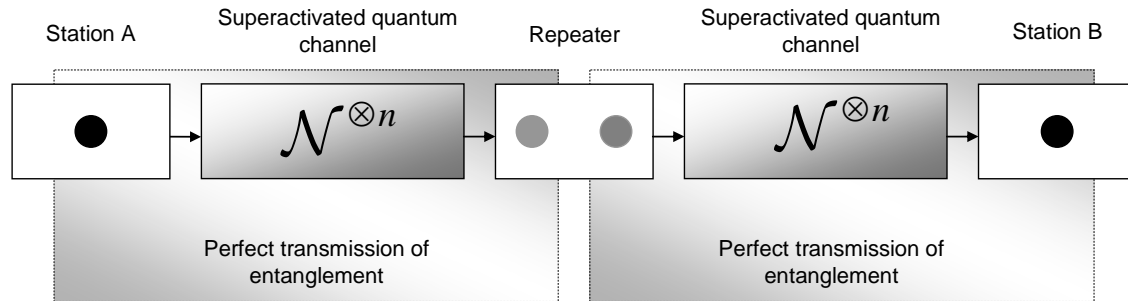 Station A
Superactivated quantum
channel
Repeater
Superactivated quantum
channel
Station B
𝒩 ⊗n
𝒩 ⊗n
Perfect transmission of
entanglement
Perfect transmission of
entanglement